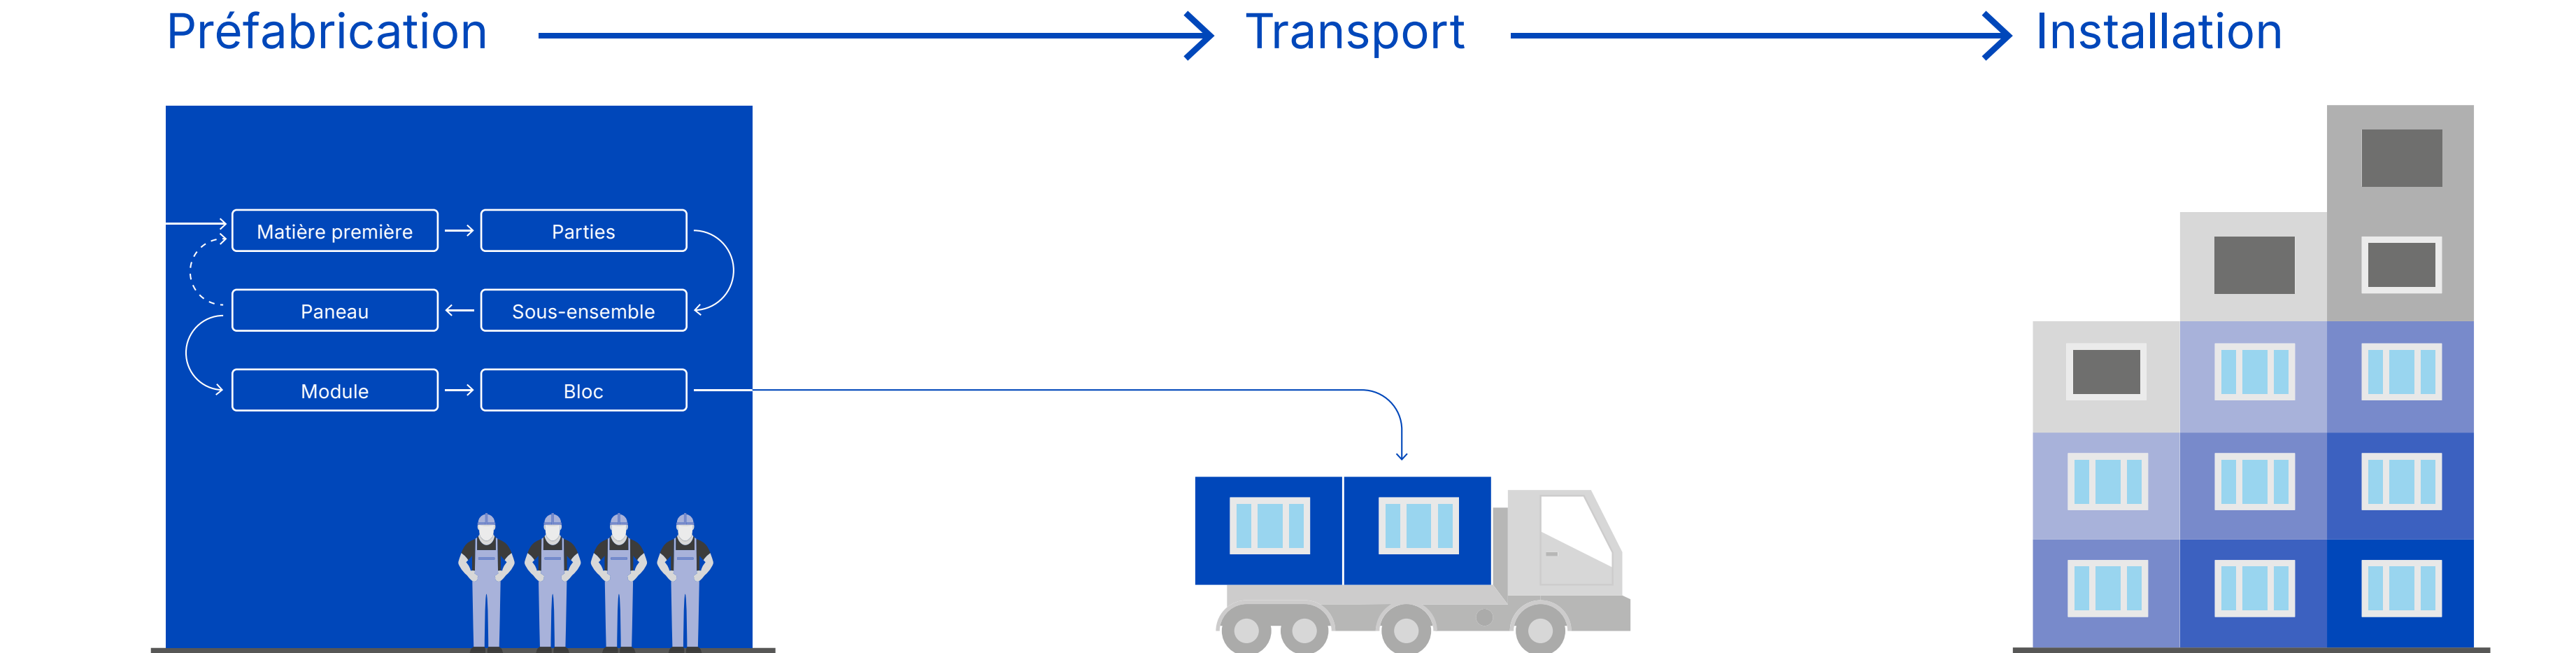 Préfabrication
Transport
Installation
Matière première
Parties
Paneau
Sous-ensemble
Module
Bloc